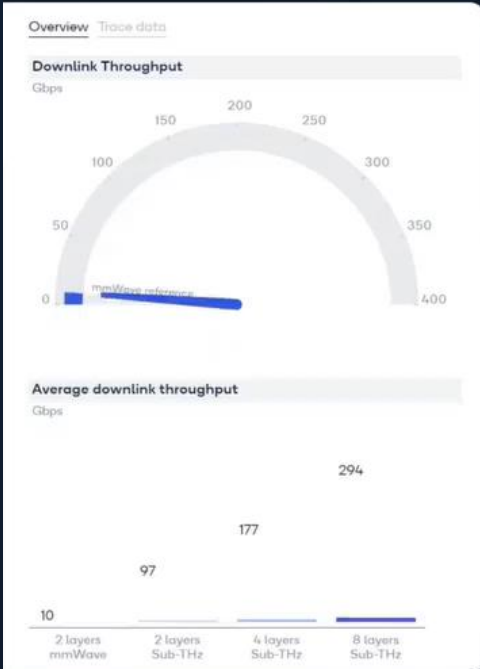 Overview Trace data
Downlink Throughput
Gbps
200
150 250
100 300
50 350
mmWave reference
0 400
Average downlink throughput
Gbps
294
177
97
10
2 layers 2 layers 4 layers 8 layers
mmWave Sub-THz Sub-THz Sub-THz